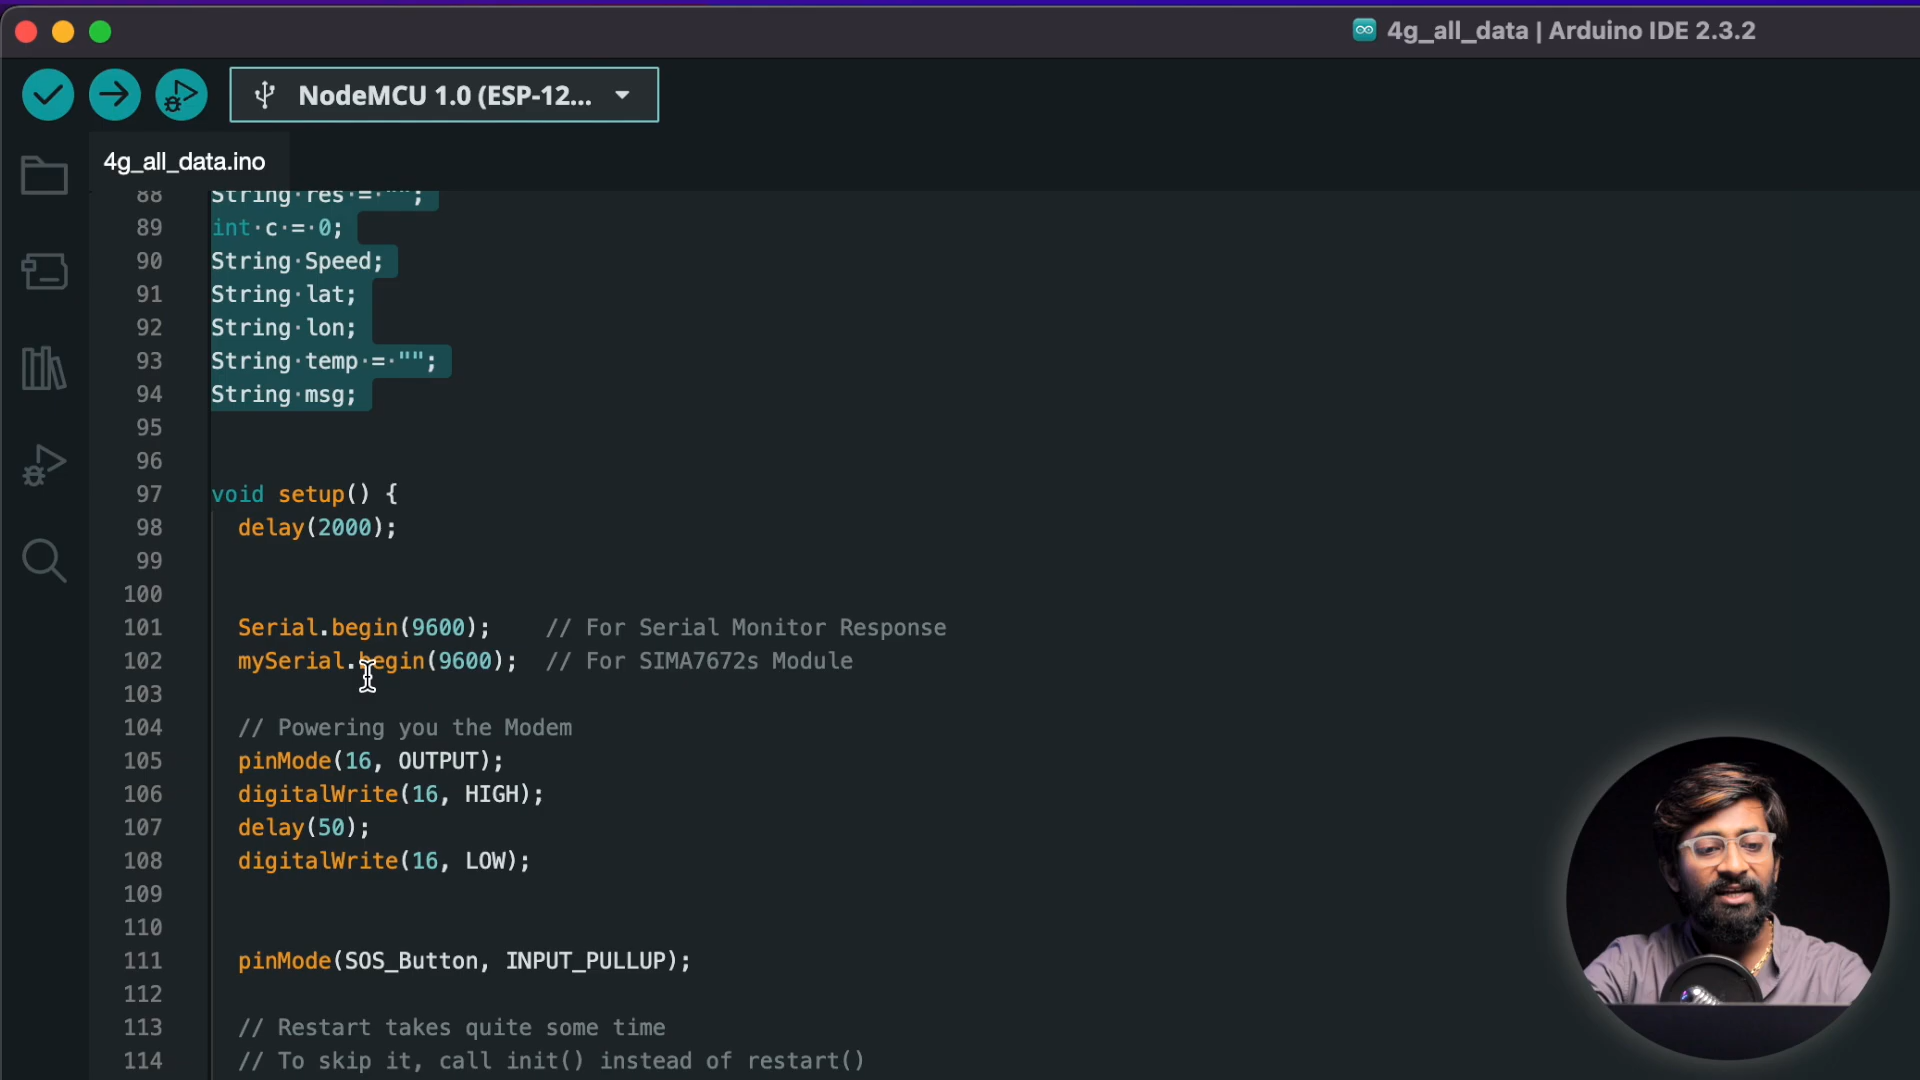 4g_all_data | Arduino IDE 2.3.2
NodeMCU 1.0 (ESP-12...
4g_all_data.ino
88 String res = "";
89 int c = 0;
90 String Speed;
91 String lat;
92 String lon;
93 String temp = "";
94 String msg;
95
96
97 void setup() {
98 delay(2000);
99
100
101 Serial.begin(9600); // For Serial Monitor Response
102 mySerial.begin(9600); // For SIMA7672s Module
103
104 // Powering you the Modem
105 pinMode(16, OUTPUT);
106 digitalWrite(16, HIGH);
107 delay(50);
108 digitalWrite(16, LOW);
109
110
111 pinMode(SOS_Button, INPUT_PULLUP);
112
113 // Restart takes quite some time
114 // To skip it, call init() instead of restart()